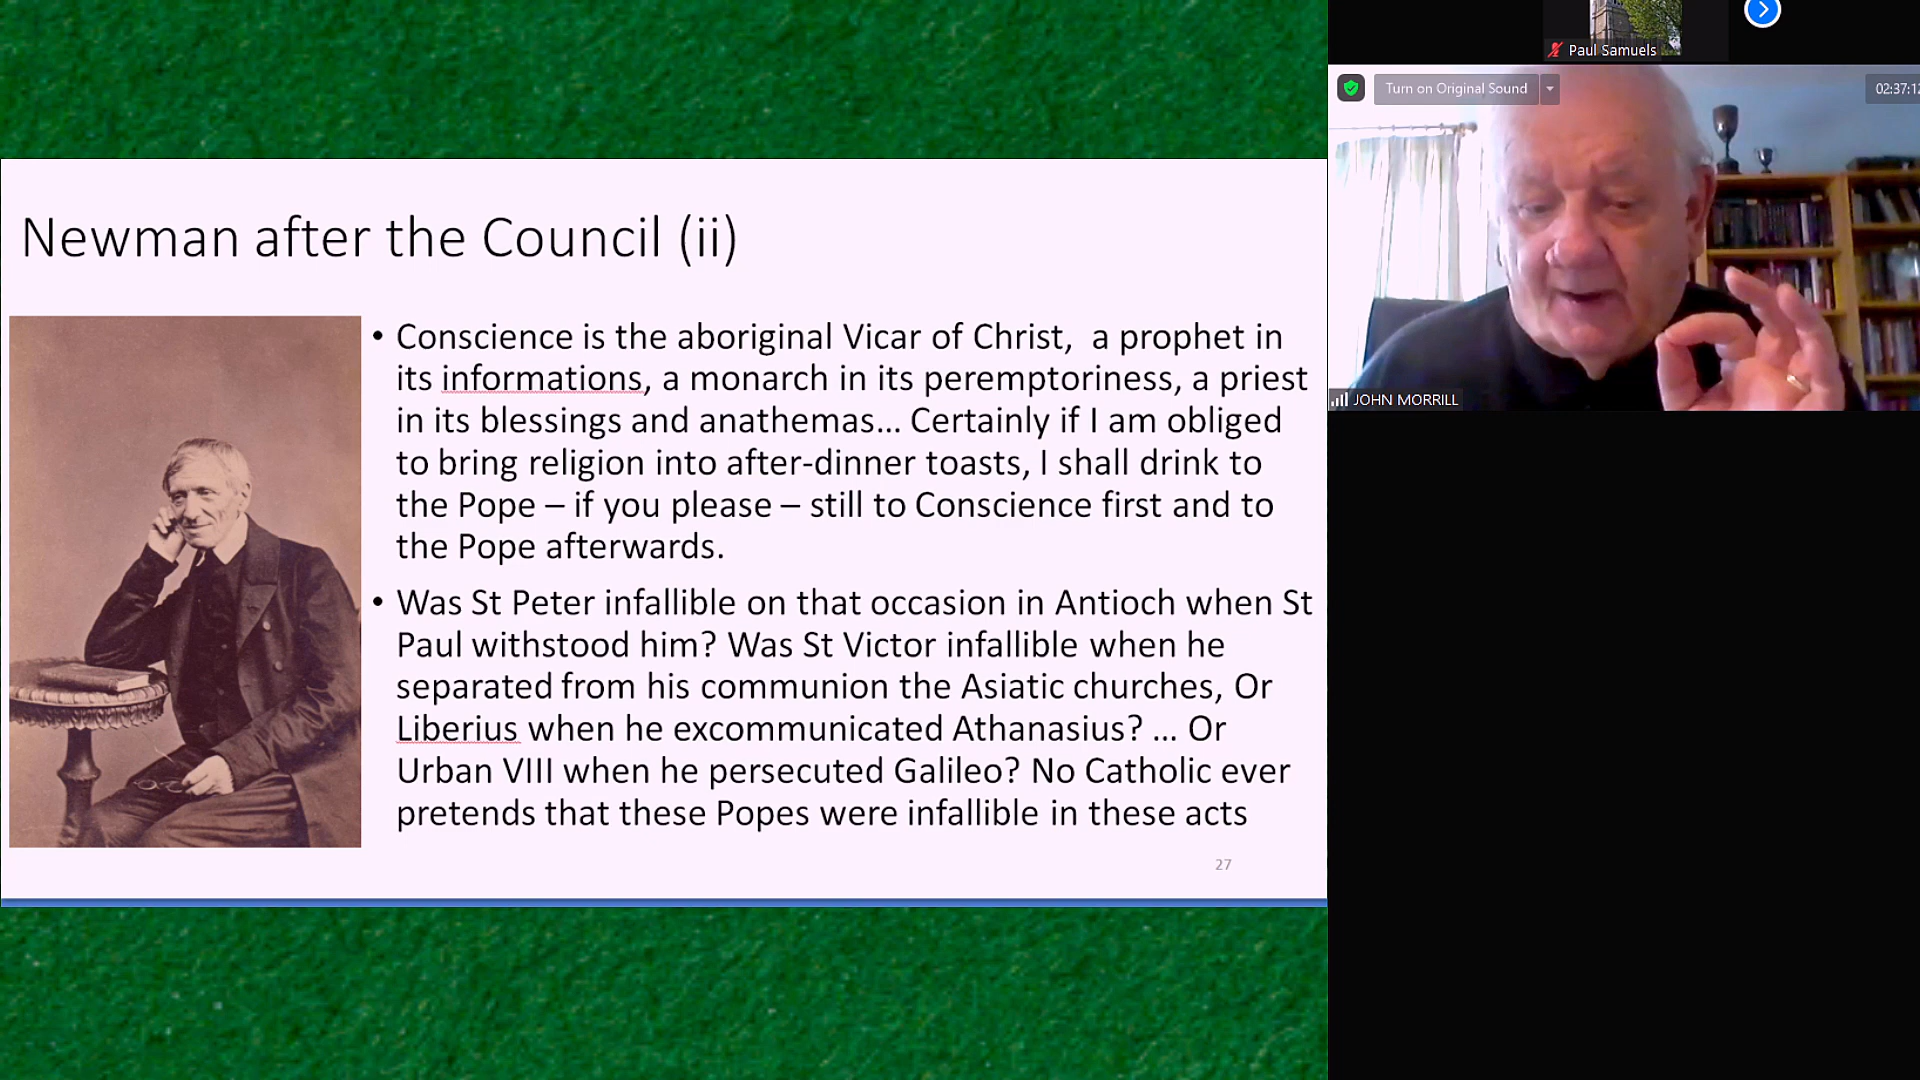 Newman after the Council (ii)
• Conscience is the aboriginal Vicar of Christ,  a prophet in
its informations, a monarch in its peremptoriness, a priest
in its blessings and anathemas... Certainly if I am obliged
to bring religion into after-dinner toasts, I shall drink to
the Pope – if you please – still to Conscience first and to
the Pope afterwards.
• Was St Peter infallible on that occasion in Antioch when St
Paul withstood him? Was St Victor infallible when he
separated from his communion the Asiatic churches, Or
Liberius when he excommunicated Athanasius? ... Or
Urban VIII when he persecuted Galileo? No Catholic ever
pretends that these Popes were infallible in these acts
27
Paul Samuels
Turn on Original Sound
02:37:12
JOHN MORRILL